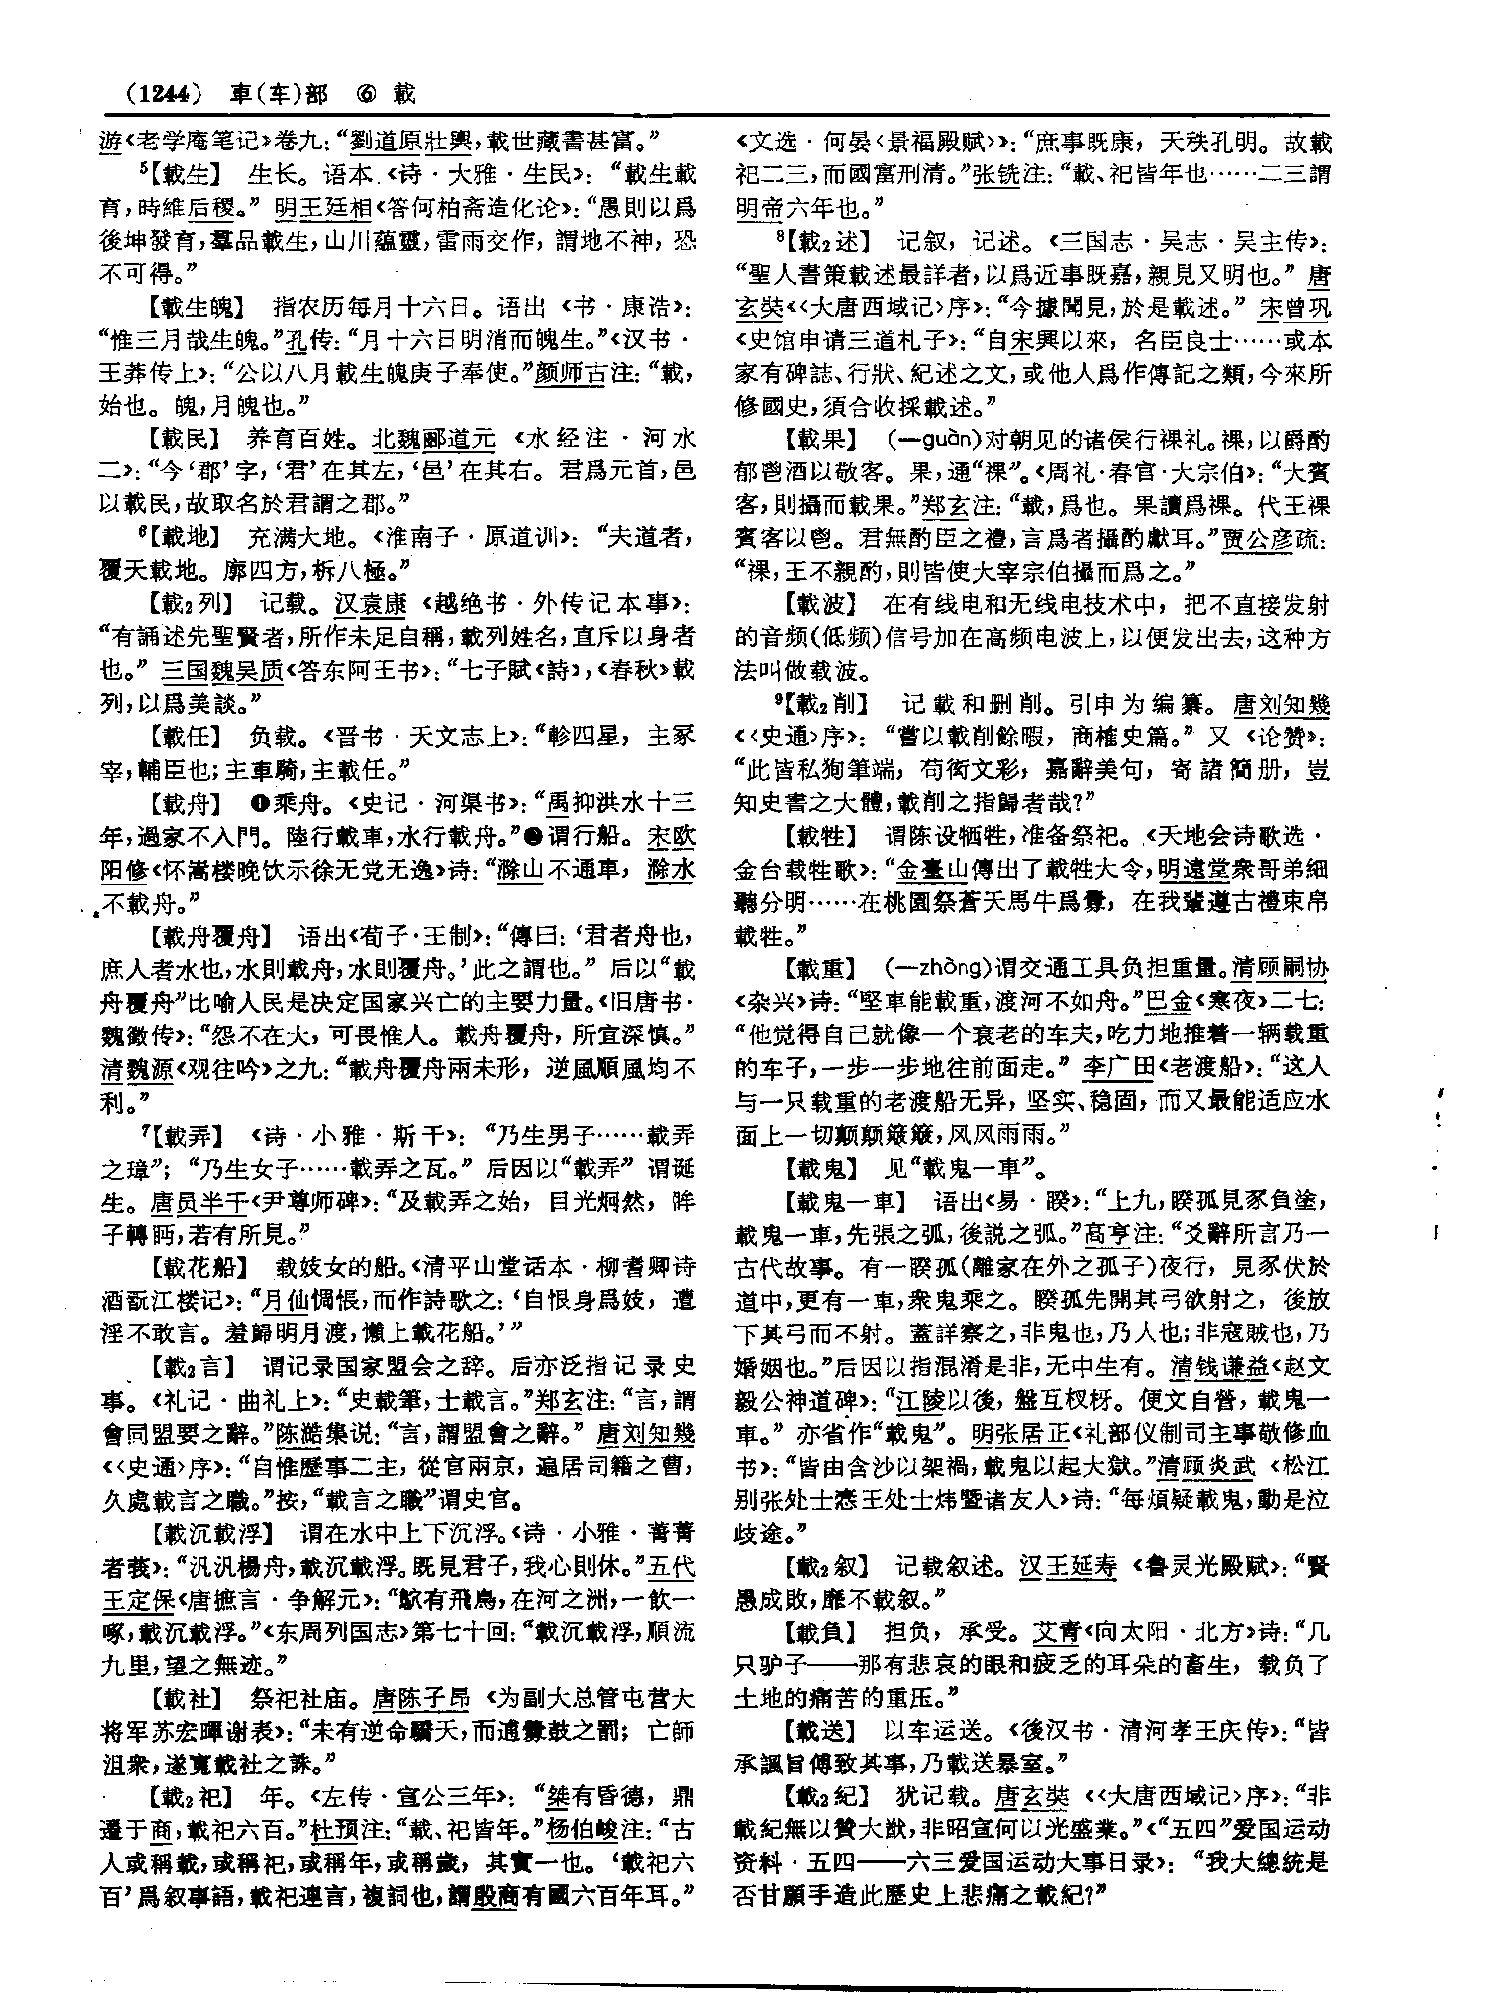 (1244) 車(车)部 ⑥ 載
游《老学庵笔记》卷九：“劉道原壯輿，載世藏書甚富。”
⁵【載生】 生长。语本《诗·大雅·生民》：“載生載
育，時維后稷。” 明王廷相《答何柏斋造化论》：“愚則以爲
後坤發育，羣品載生，山川蘊靈，雷雨交作，謂地不神，恐
不可得。”
【載生魄】 指农历每月十六日。语出《书·康诰》：
“惟三月哉生魄。”孔传：“月十六日明消而魄生。”《汉书·
王莽传上》：“公以八月載生魄庚子奉使。”颜师古注：“載，
始也。魄，月魄也。”
【載民】 养育百姓。北魏郦道元《水经注·河水
二》：“今‘郡’字，‘君’在其左，‘邑’在其右。君爲元首，邑
以載民，故取名於君謂之郡。”
⁶【載地】 充满大地。《淮南子·原道训》：“夫道者，
覆天載地。廓四方，柝八極。”
【載₂列】 记载。汉袁康《越绝书·外传记本事》：
“有誦述先聖賢者，所作未足自稱，載列姓名，直斥以身者
也。” 三国魏吴质《答东阿王书》：“七子賦《詩》，《春秋》載
列，以爲美談。”
【載任】 负载。《晋书·天文志上》：“軫四星，主冢
宰，輔臣也；主車騎，主載任。”
【載舟】 ❶乘舟。《史记·河渠书》：“禹抑洪水十三
年，過家不入門。陸行載車，水行載舟。”❷谓行船。宋欧
阳修《怀嵩楼晚饮示徐无党无逸》诗：“滁山不通車，滁水
不載舟。”
【載舟覆舟】 语出《荀子·王制》：“傳曰：‘君者舟也，
庶人者水也，水則載舟，水則覆舟。’此之謂也。” 后以“載
舟覆舟”比喻人民是决定国家兴亡的主要力量。《旧唐书·
魏徵传》：“怨不在大，可畏惟人。載舟覆舟，所宜深慎。”
清魏源《观往吟》之九：“載舟覆舟兩未形，逆風順風均不
利。”
⁷【載弄】 《诗·小雅·斯干》：“乃生男子……載弄
之璋”；“乃生女子……載弄之瓦。” 后因以“載弄”谓诞
生。唐员半千《尹尊师碑》：“及載弄之始，目光炯然，眸
子轉眄，若有所見。”
【載花船】 载妓女的船。《清平山堂话本·柳耆卿诗
酒翫江楼记》：“月仙惆悵，而作詩歌之：‘自恨身爲妓，遭
淫不敢言。羞歸明月渡，懶上載花船。’”
【載₂言】 谓记录国家盟会之辞。后亦泛指记录史
事。《礼记·曲礼上》：“史載筆，士載言。”郑玄注：“言，謂
會同盟要之辭。”陈澔集说：“言，謂盟會之辭。” 唐刘知幾
《〈史通〉序》：“自惟歷事二主，從官兩京，遍居司籍之曹，
久處載言之職。”按，“載言之職”谓史官。
【載沉載浮】 谓在水中上下沉浮。《诗·小雅·菁菁
者莪》：“汎汎楊舟，載沉載浮。既見君子，我心則休。”五代
王定保《唐摭言·争解元》：“歘有飛鳥，在河之洲，一飲一
啄，載沉載浮。”《东周列国志》第七十回：“載沉載浮，順流
九里，望之無迹。”
【載社】 祭祀社庙。唐陈子昂《为副大总管屯营大
将军苏宏暉谢表》：“未有逆命驕天，而逋釁鼓之罰；亡師
沮衆，遂寬載社之誅。”
【載₂祀】 年。《左传·宣公三年》：“桀有昏德，鼎
遷于商，載祀六百。”杜预注：“載、祀皆年。”杨伯峻注：“古
人或稱載，或稱祀，或稱年，或稱歲，其實一也。‘載祀六
百’爲叙事語，載祀連言，複詞也，謂殷商有國六百年耳。”
《文选·何晏〈景福殿赋〉》：“庶事既康，天秩孔明。故載
祀二三，而國富刑清。”张铣注：“載、祀皆年也……二三謂
明帝六年也。”
⁸【載₂述】 记叙，记述。《三国志·吴志·吴主传》：
“聖人書策載述最詳者，以爲近事既嘉，親見又明也。” 唐
玄奘《〈大唐西域记〉序》：“今據聞見，於是載述。” 宋曾巩
《史馆申请三道札子》：“自宋興以來，名臣良士……或本
家有碑誌、行狀、紀述之文，或他人爲作傳記之類，今來所
修國史，須合收採載述。”
【載果】 (—guàn)对朝见的诸侯行祼礼。祼，以爵酌
郁鬯酒以敬客。果，通“祼”。《周礼·春官·大宗伯》：“大賓
客，則攝而載果。”郑玄注：“載，爲也。果讀爲祼。代王祼
賓客以鬯。君無酌臣之禮，言爲者攝酌獻耳。”贾公彦疏：
“祼，王不親酌，則皆使大宰宗伯攝而爲之。”
【載波】 在有线电和无线电技术中，把不直接发射
的音频(低频)信号加在高频电波上，以便发出去，这种方
法叫做载波。
⁹【載₂削】 记載和删削。引申为编纂。唐刘知幾
《〈史通〉序》：“嘗以載削餘暇，商榷史篇。” 又《论赞》：
“此皆私狥筆端，苟衒文彩，嘉辭美句，寄諸簡册，豈
知史書之大體，載削之指歸者哉？”
【載牲】 谓陈设牺牲，准备祭祀。《天地会诗歌选·
金台载牲歌》：“金臺山傳出了載牲大令，明遠堂衆哥弟細
聽分明……在桃園祭蒼天馬牛爲釁，在我輩遵古禮束帛
載牲。”
【載重】 (—zhòng)谓交通工具负担重量。清顾嗣协
《杂兴》诗：“堅車能載重，渡河不如舟。”巴金《寒夜》二七：
“他觉得自己就像一个衰老的车夫，吃力地推着一辆载重
的车子，一步一步地往前面走。” 李广田《老渡船》：“这人
与一只载重的老渡船无异，坚实、稳固，而又最能适应水
面上一切颠颠簸簸，风风雨雨。”
【載鬼】 见“載鬼一車”。
【載鬼一車】 语出《易·睽》：“上九，睽孤見豕負塗，
載鬼一車，先張之弧，後説之弧。”高亨注：“爻辭所言乃一
古代故事。有一睽孤(離家在外之孤子)夜行，見豕伏於
道中，更有一車，衆鬼乘之。睽孤先開其弓欲射之，後放
下其弓而不射。蓋詳察之，非鬼也，乃人也；非寇賊也，乃
婚姻也。”后因以指混淆是非，无中生有。清钱谦益《赵文
毅公神道碑》：“江陵以後，盤互杈枒。便文自營，載鬼一
車。” 亦省作“載鬼”。明张居正《礼部仪制司主事敬修血
书》：“皆由含沙以架禍，載鬼以起大獄。”清顾炎武《松江
别张处士悫王处士炜暨诸友人》诗：“每煩疑載鬼，動是泣
歧途。”
【載₂叙】 记载叙述。汉王延寿《鲁灵光殿赋》：“賢
愚成敗，靡不載叙。”
【載負】 担负，承受。艾青《向太阳·北方》诗：“几
只驴子——那有悲哀的眼和疲乏的耳朵的畜生，载负了
土地的痛苦的重压。”
【載送】 以车运送。《後汉书·清河孝王庆传》：“皆
承諷旨傅致其事，乃載送暴室。”
【載₂紀】 犹记载。唐玄奘《〈大唐西域记〉序》：“非
載紀無以贊大猷，非昭宣何以光盛業。”《“五四”爱国运动
资料·五四——六三爱国运动大事日录》：“我大總統是
否甘願手造此歷史上悲痛之載紀？”